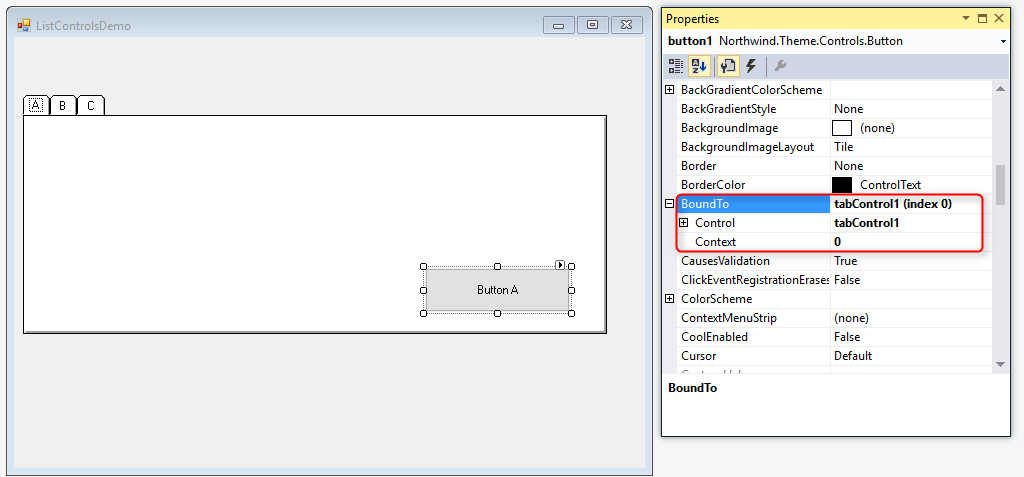 ListControlsDemo
A B C
Button A
Properties
button1 Northwind.Theme.Controls.Button
BackGradientColorScheme
BackGradientStyle None
BackgroundImage (none)
BackgroundImageLayout Tile
Border None
BorderColor ControlText
BoundTo tabControl1 (index 0)
Control tabControl1
Context 0
CausesValidation True
ClickEventRegistrationErases False
ColorScheme
ContextMenuStrip (none)
CoolEnabled False
Cursor Default
BoundTo